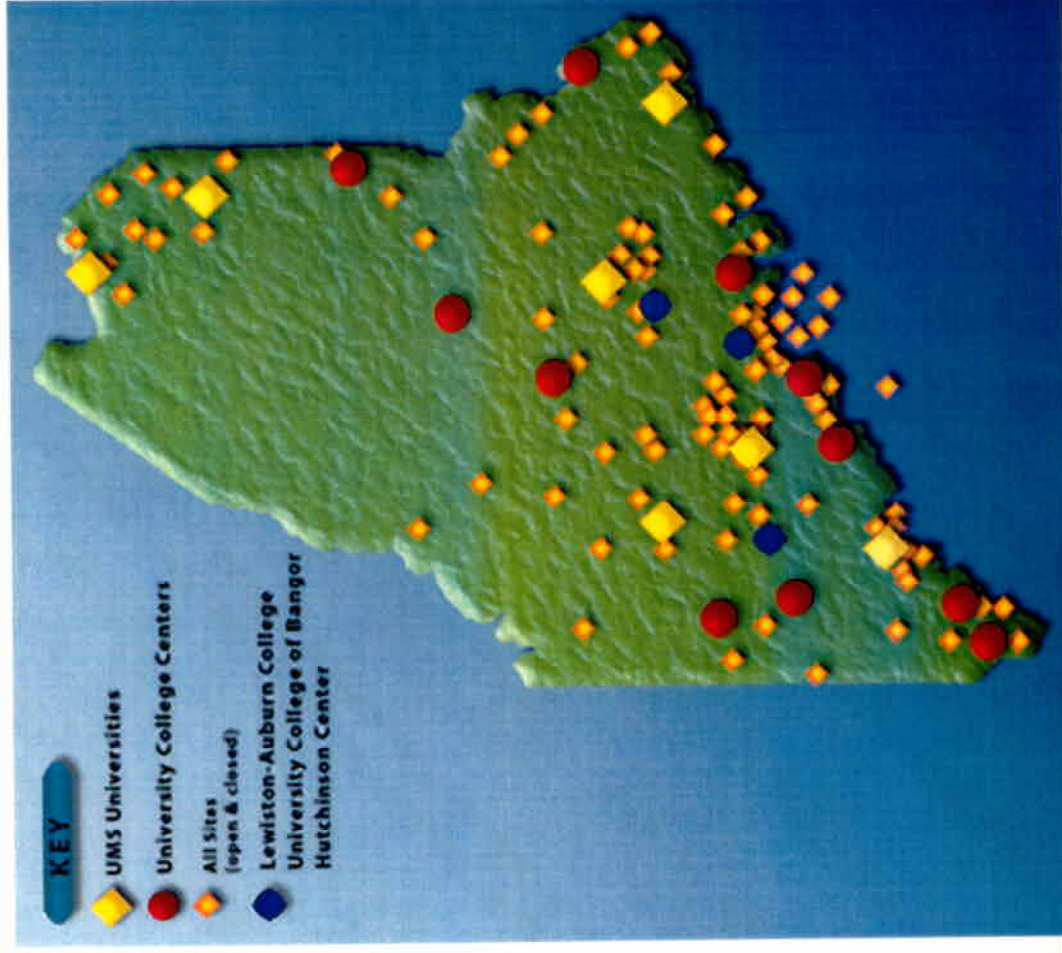 KEY
UMS Universities
University College Centers
All Sites
(open & closed)
Lewiston-Auburn College
University College of Bangor
Hutchinson Center